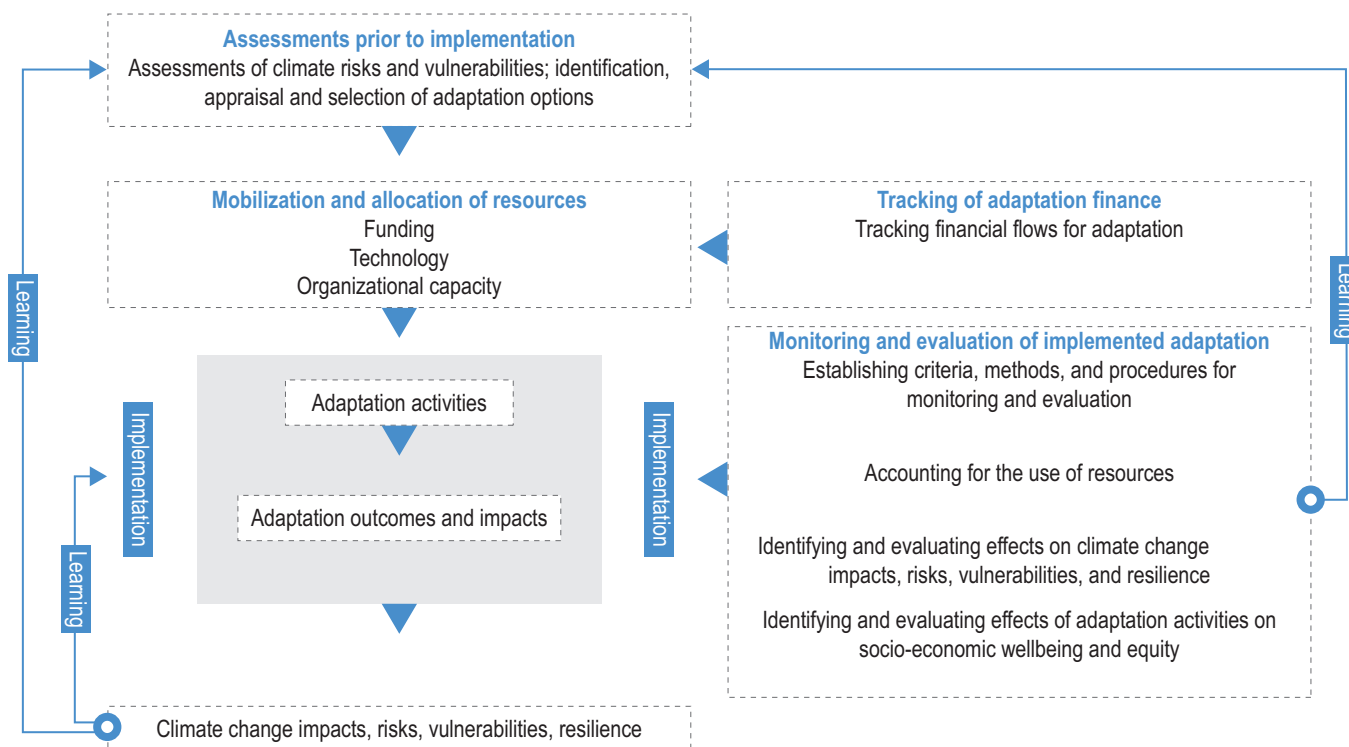 Assessments prior to implementation
Assessments of climate risks and vulnerabilities; identification,
appraisal and selection of adaptation options
Mobilization and allocation of resources
Funding
Technology
Organizational capacity
Tracking of adaptation finance
Tracking financial flows for adaptation
Learning
Learning
Monitoring and evaluation of implemented adaptation
Establishing criteria, methods, and procedures for
monitoring and evaluation
Accounting for the use of resources
Identifying and evaluating effects on climate change
impacts, risks, vulnerabilities, and resilience
Identifying and evaluating effects of adaptation activities on
socio-economic wellbeing and equity
Implementation
Adaptation activities
Adaptation outcomes and impacts
Implementation
Learning
Climate change impacts, risks, vulnerabilities, resilience